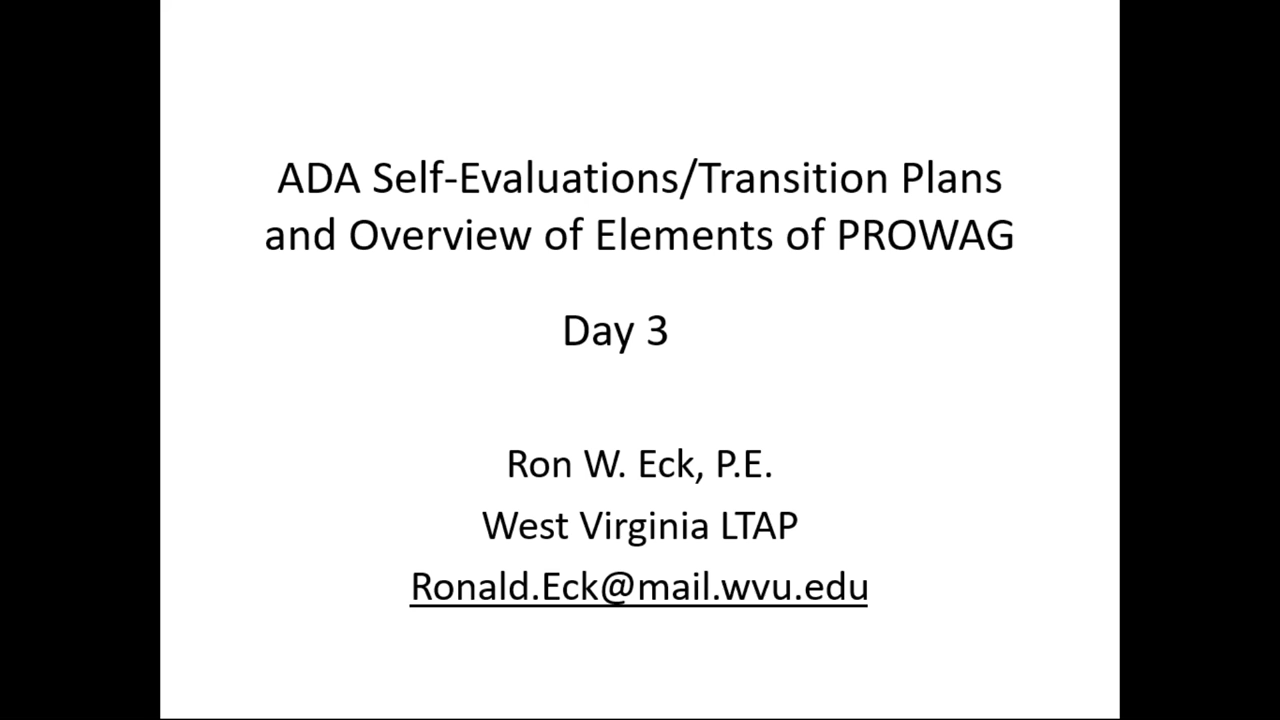 ADA Self-Evaluations/Transition Plans
and Overview of Elements of PROWAG
Day 3
Ron W. Eck, P.E.
West Virginia LTAP
Ronald.Eck@mail.wvu.edu